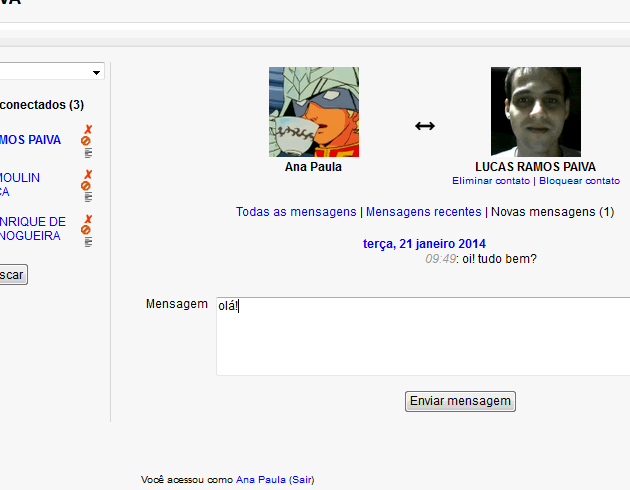 conectados (3)
MOS PAIVA
MOULIN
CA
NRIQUE DE
NOGUEIRA
scar
Ana Paula
LUCAS RAMOS PAIVA
Eliminar contato | Bloquear contato
Todas as mensagens | Mensagens recentes | Novas mensagens (1)
terça, 21 janeiro 2014
09:49: oi! tudo bem?
Mensagem
olá!
Enviar mensagem
Você acessou como Ana Paula (Sair)